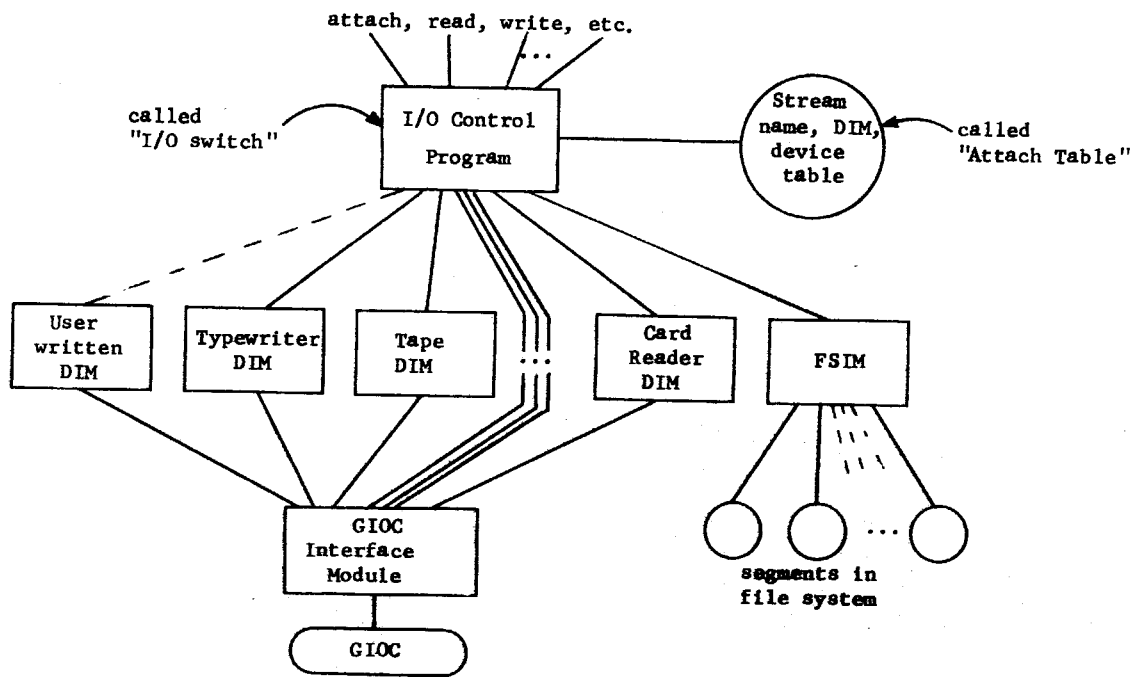 attach, read, write, etc.
...
called
"I/O switch"
I/O Control
Program
Stream
name, DIM,
device
table
called
"Attach Table"
User
written
DIM
Typewriter
DIM
Tape
DIM
...
Card
Reader
DIM
FSIM
GIOC
Interface
Module
...
segments in
file system
GIOC